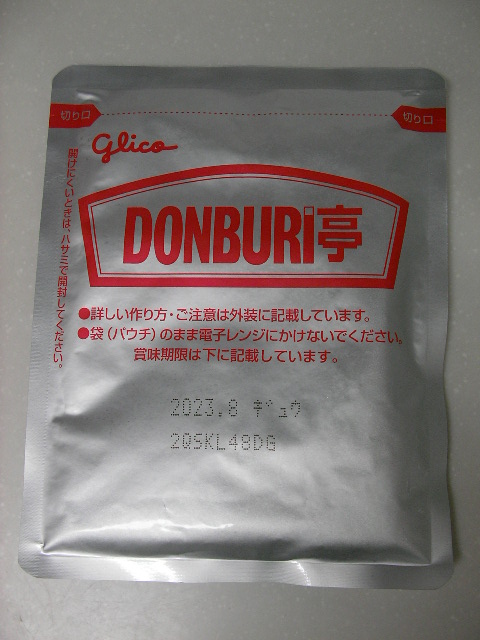 切り口
切り口
glico
開けにくいときは、ハサミで開封してください。
DONBURi亭
●詳しい作り方・ご注意は外装に記載しています。
●袋(パウチ)のまま電子レンジにかけないでください。
賞味期限は下に記載しています。
2023.8 ギュウ
2QSKL48DG